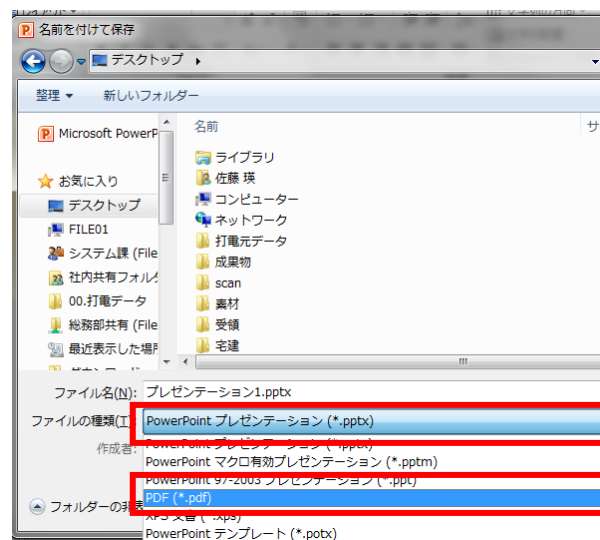 名前を付けて保存
デスクトップ
整理 新しいフォルダー
Microsoft PowerP
お気に入り
デスクトップ
FILE01
システム課 (File
社内共有フォルダ
00.打電データ
総務部共有 (File
最近表示した場所
名前
サ
ライブラリ
佐藤 瑛
コンピューター
ネットワーク
打電元データ
成果物
scan
素材
受領
宅建
ファイル名(N): プレゼンテーション1.pptx
ファイルの種類(T): PowerPoint プレゼンテーション (*.pptx)
作成者:
PowerPoint プレゼンテーション (*.pptx)
PowerPoint マクロ有効プレゼンテーション (*.pptm)
PowerPoint 97-2003 プレゼンテーション (*.ppt)
PDF (*.pdf)
XPS 文書 (*.xps)
PowerPoint テンプレート (*.potx)
フォルダーの非表